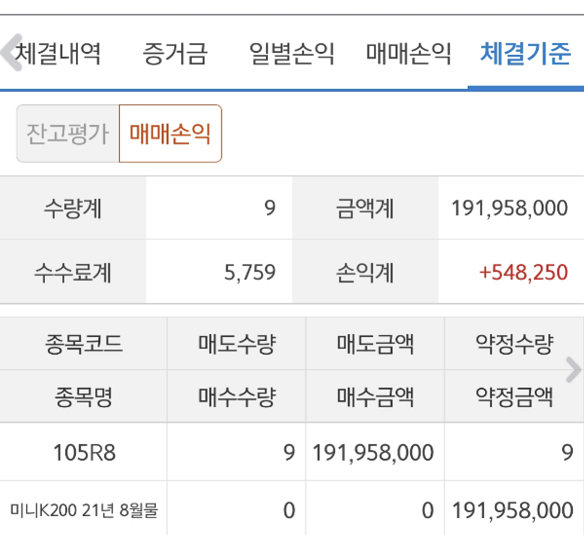 체결내역 증거금 일별손익 매매손익 체결기준
잔고평가 매매손익
수량계 9 금액계 191,958,000
수수료계 5,759 손익계 +548,250
종목코드 매도수량 매도금액 약정수량
종목명 매수수량 매수금액 약정금액
105R8 9 191,958,000 9
미니K200 21년 8월물 0 0 191,958,000